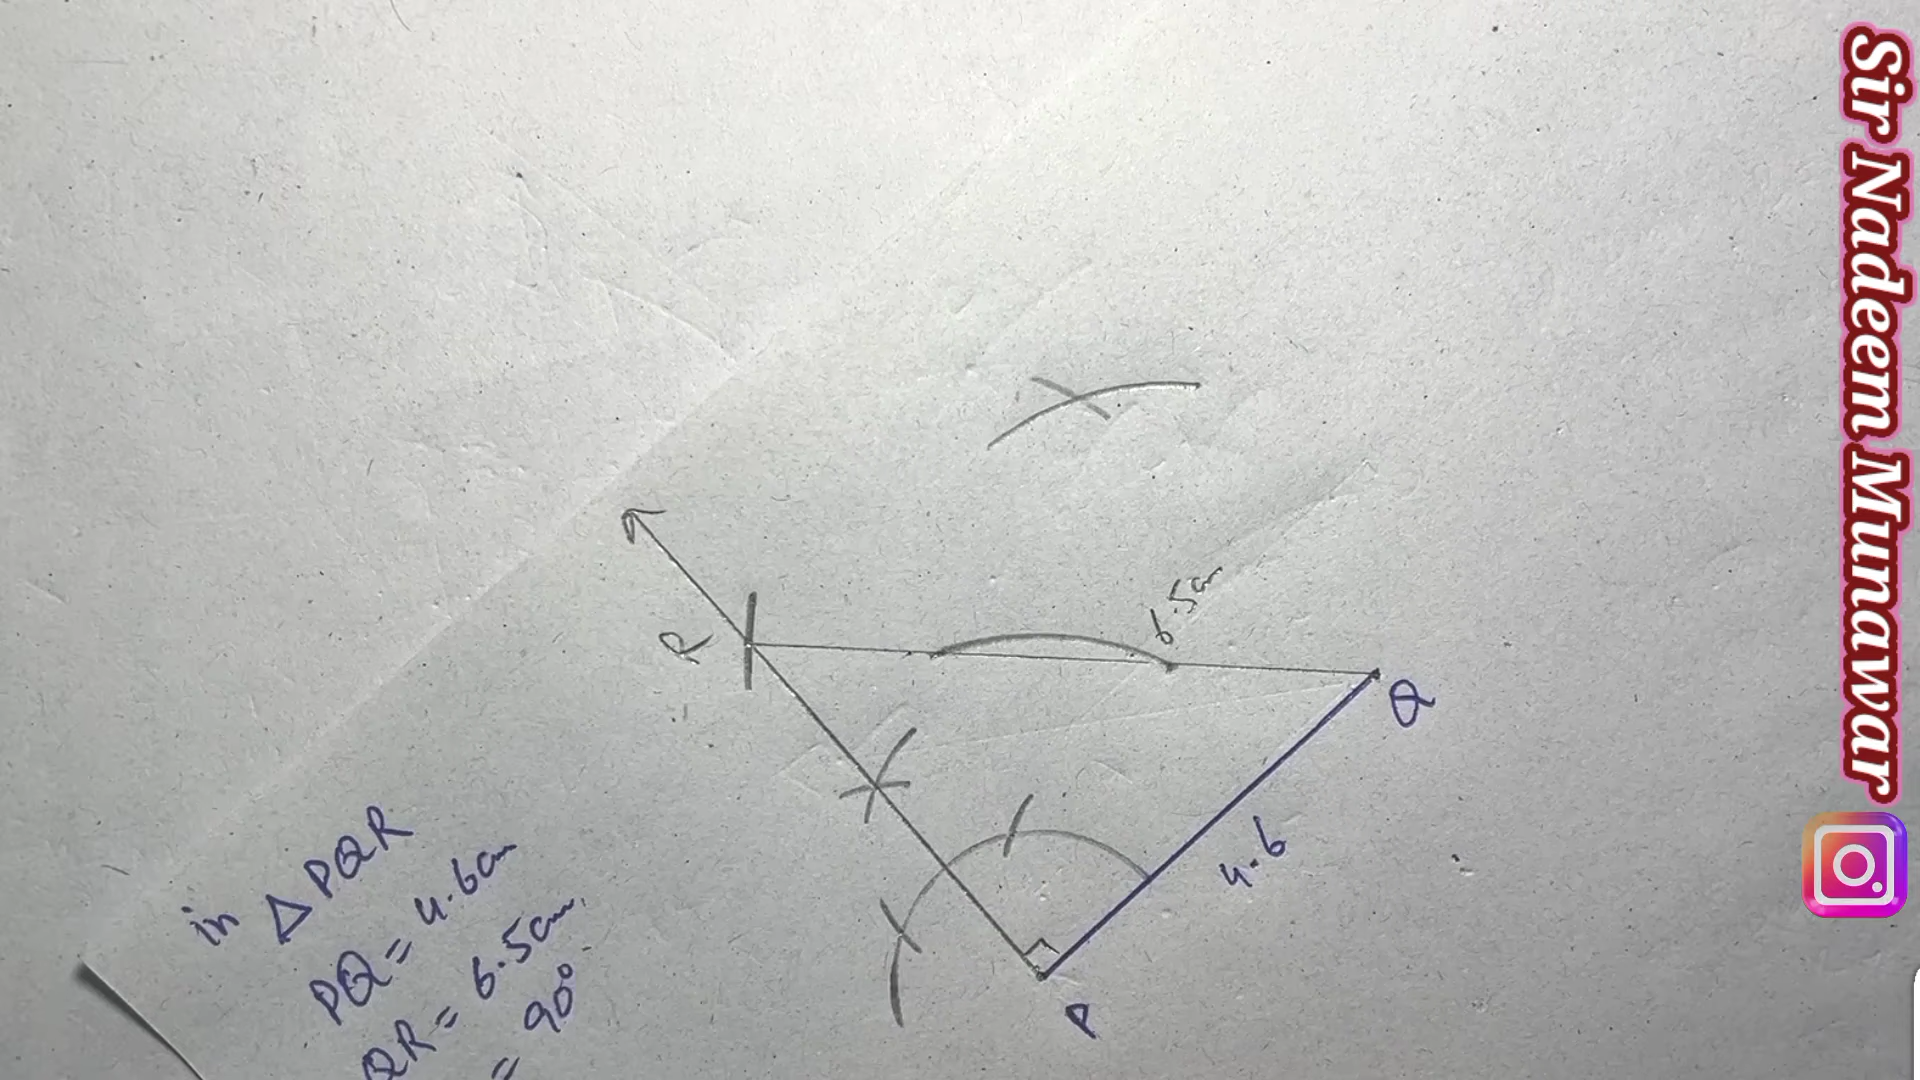 Sir Nadeem Munawar
6.5cm
R
Q
4.6
P
in △ PQR
PQ = 4.6cm
QR = 6.5cm,
= 90°